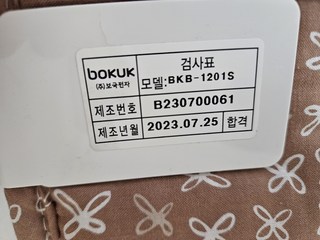 bokuk
(주)보국전자
검사표
모델:BKB-1201S
제조번호 B230700061
제조년월 2023.07.25 합격